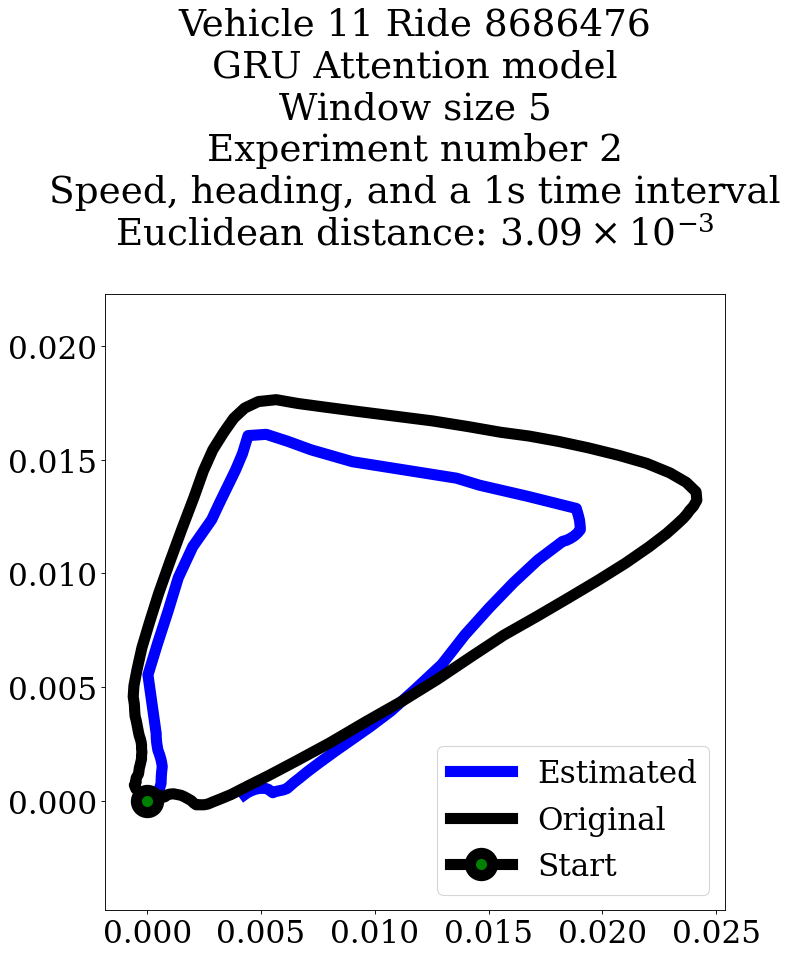 Vehicle 11 Ride 8686476
GRU Attention model
Window size 5
Experiment number 2
Speed, heading, and a 1s time interval
Euclidean distance: 3.09 × 10⁻³
0.020
0.015
0.010
0.005
0.000
Estimated
Original
Start
0.000 0.005 0.010 0.015 0.020 0.025